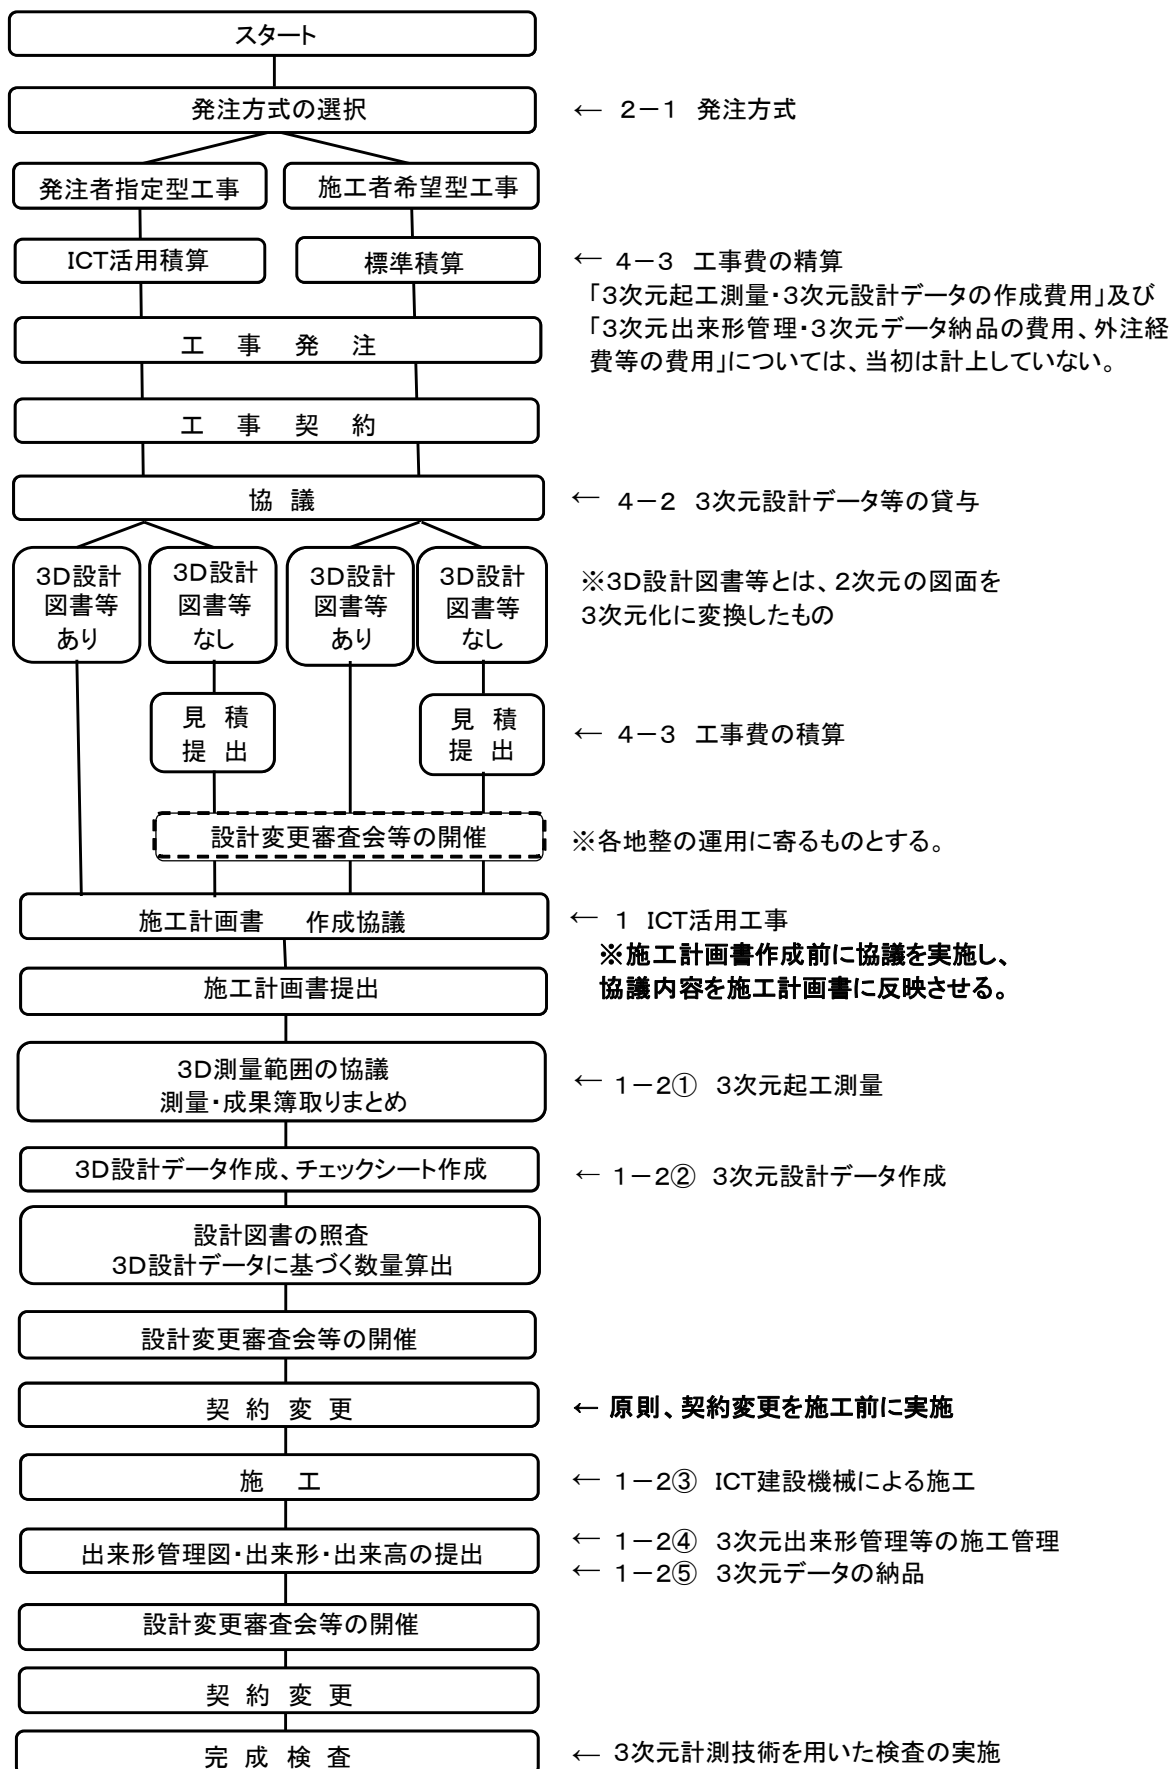 スタート
発注方式の選択
← 2－1 発注方式
発注者指定型工事
施工者希望型工事
ICT活用積算
標準積算
← 4－3 工事費の精算
「3次元起工測量・3次元設計データの作成費用」及び
「3次元出来形管理・3次元データ納品の費用、外注経
費等の費用」については、当初は計上していない。
工 事 発 注
工 事 契 約
協 議
← 4－2 3次元設計データ等の貸与
3D設計
図書等
あり
3D設計
図書等
なし
3D設計
図書等
あり
3D設計
図書等
なし
※3D設計図書等とは、2次元の図面を
3次元化に変換したもの
見 積
提 出
見 積
提 出
← 4－3 工事費の積算
設計変更審査会等の開催
※各地整の運用に寄るものとする。
施工計画書 作成協議
← 1 ICT活用工事
※施工計画書作成前に協議を実施し、
協議内容を施工計画書に反映させる。
施工計画書提出
3D測量範囲の協議
測量・成果簿取りまとめ
← 1－2① 3次元起工測量
3D設計データ作成、チェックシート作成
← 1－2② 3次元設計データ作成
設計図書の照査
3D設計データに基づく数量算出
設計変更審査会等の開催
契 約 変 更
← 原則、契約変更を施工前に実施
施 工
← 1－2③ ICT建設機械による施工
出来形管理図・出来形・出来高の提出
← 1－2④ 3次元出来形管理等の施工管理
← 1－2⑤ 3次元データの納品
設計変更審査会等の開催
契 約 変 更
完 成 検 査
← 3次元計測技術を用いた検査の実施